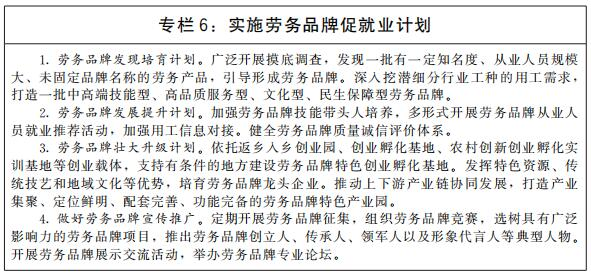 专栏6：实施劳务品牌促就业计划
1. 劳务品牌发现培育计划。广泛开展摸底调查，发现一批有一定知名度、从业人员规模
大、未固定品牌名称的劳务产品，引导形成劳务品牌。深入挖潜细分行业工种的用工需求，
打造一批中高端技能型、高品质服务型、文化型、民生保障型劳务品牌。
2. 劳务品牌发展提升计划。加强劳务品牌技能带头人培养，多形式开展劳务品牌从业人
员就业推荐活动，加强用工信息对接。健全劳务品牌质量诚信评价体系。
3. 劳务品牌壮大升级计划。依托返乡入乡创业园、创业孵化基地、农村创新创业孵化实
训基地等创业载体，支持有条件的地方建设劳务品牌特色创业孵化基地。发挥特色资源、传
统技艺和地域文化等优势，培育劳务品牌龙头企业。推动上下游产业链协同发展，打造产业
集聚、定位鲜明、配套完善、功能完备的劳务品牌特色产业园。
4. 做好劳务品牌宣传推广。定期开展劳务品牌征集，组织劳务品牌竞赛，选树具有广泛
影响力的劳务品牌项目，推出劳务品牌创立人、传承人、领军人以及形象代言人等典型人物。
开展劳务品牌展示交流活动，举办劳务品牌专业论坛。